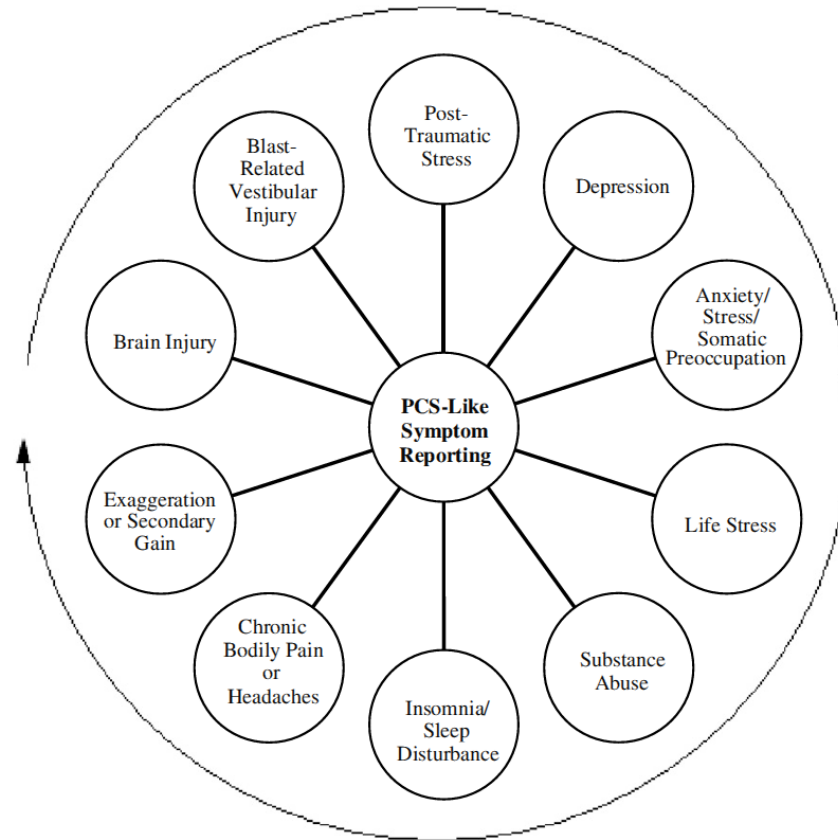 Post-
Traumatic
Stress
Depression
Anxiety/
Stress/
Somatic
Preoccupation
Life Stress
Substance
Abuse
Insomnia/
Sleep
Disturbance
Chronic
Bodily Pain
or
Headaches
Exaggeration
or Secondary
Gain
Brain Injury
Blast-
Related
Vestibular
Injury
PCS-Like
Symptom
Reporting